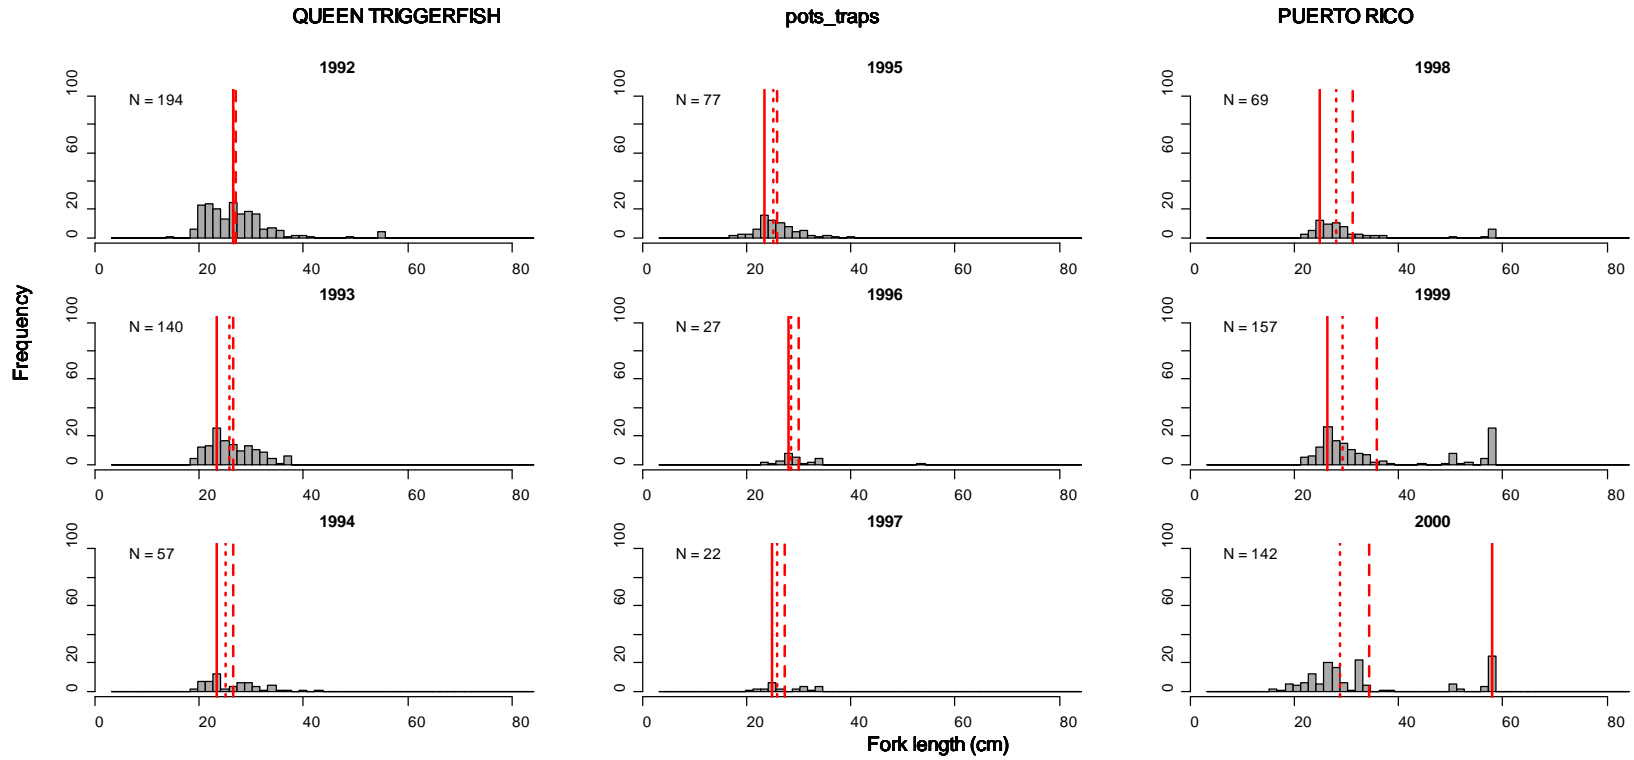 QUEEN TRIGGERFISH pots_traps PUERTO RICO
1992 1995 1998
N = 194 N = 77 N = 69
0 20 60 100 0 20 60 100 0 20 60 100
0 20 40 60 80 0 20 40 60 80 0 20 40 60 80
1993 1996 1999
N = 140 N = 27 N = 157
0 20 60 100 0 20 60 100 0 20 60 100
0 20 40 60 80 0 20 40 60 80 0 20 40 60 80
Frequency
1994 1997 2000
N = 57 N = 22 N = 142
0 20 60 100 0 20 60 100 0 20 60 100
0 20 40 60 80 0 20 40 60 80 0 20 40 60 80
Fork length (cm)